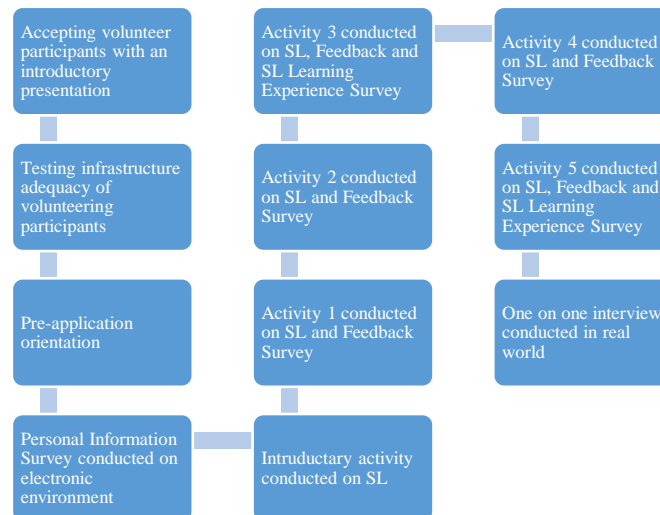 Accepting volunteer
participants with an
introductory
presentation
Testing infrastructure
adequacy of
volunteering
participants
Pre-application
orientation
Personal Information
Survey conducted on
electronic
environment
Intruductary activity
conducted on SL
Activity 1 conducted
on SL and Feedback
Survey
Activity 2 conducted
on SL and Feedback
Survey
Activity 3 conducted
on SL, Feedback and
SL Learning
Experience Survey
Activity 4 conducted
on SL and Feedback
Survey
Activity 5 conducted
on SL, Feedback and
SL Learning
Experience Survey
One on one interview
conducted in real
world